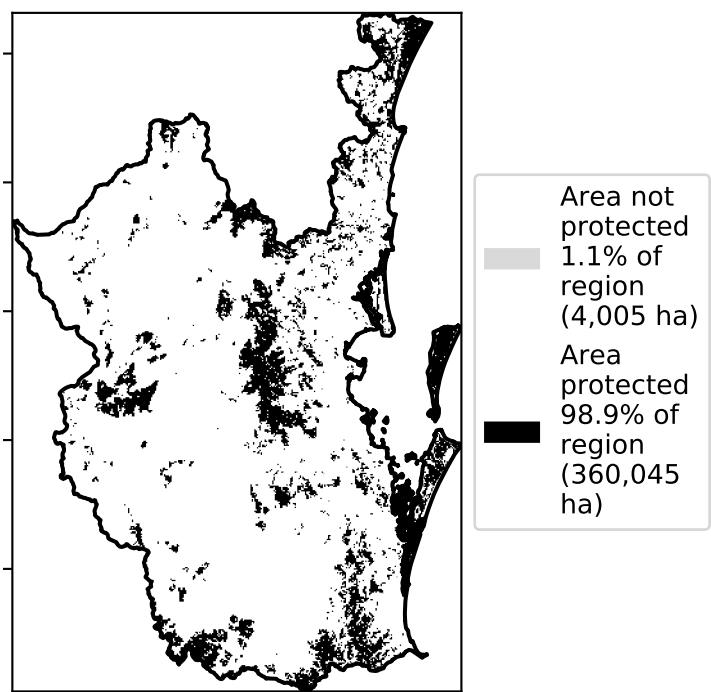 Area not
protected
1.1% of
region
(4,005 ha)
Area
protected
98.9% of
region
(360,045
ha)